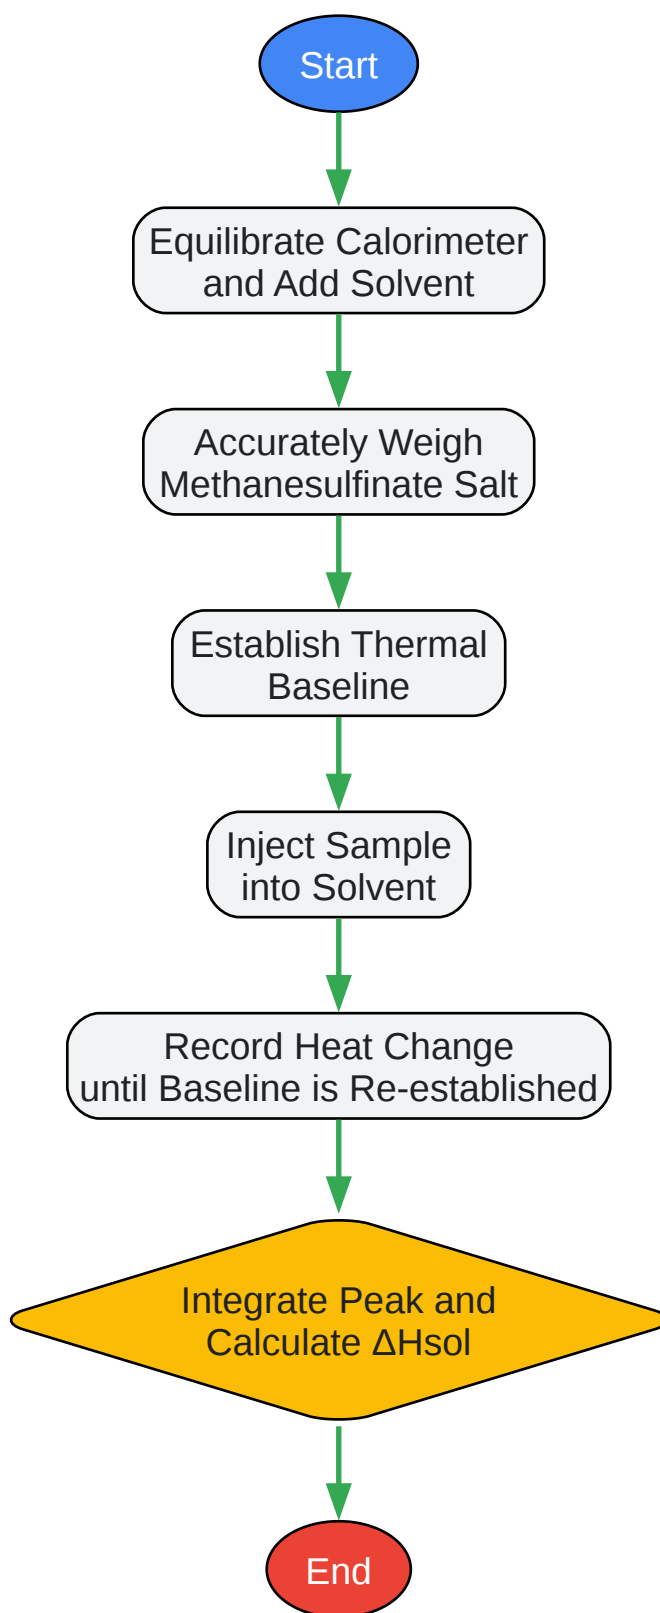 Start
Equilibrate Calorimeter
and Add Solvent
Accurately Weigh
Methanesulfinate Salt
Establish Thermal
Baseline
Inject Sample
into Solvent
Record Heat Change
until Baseline is Re-established
Integrate Peak and
Calculate ΔHsol
End